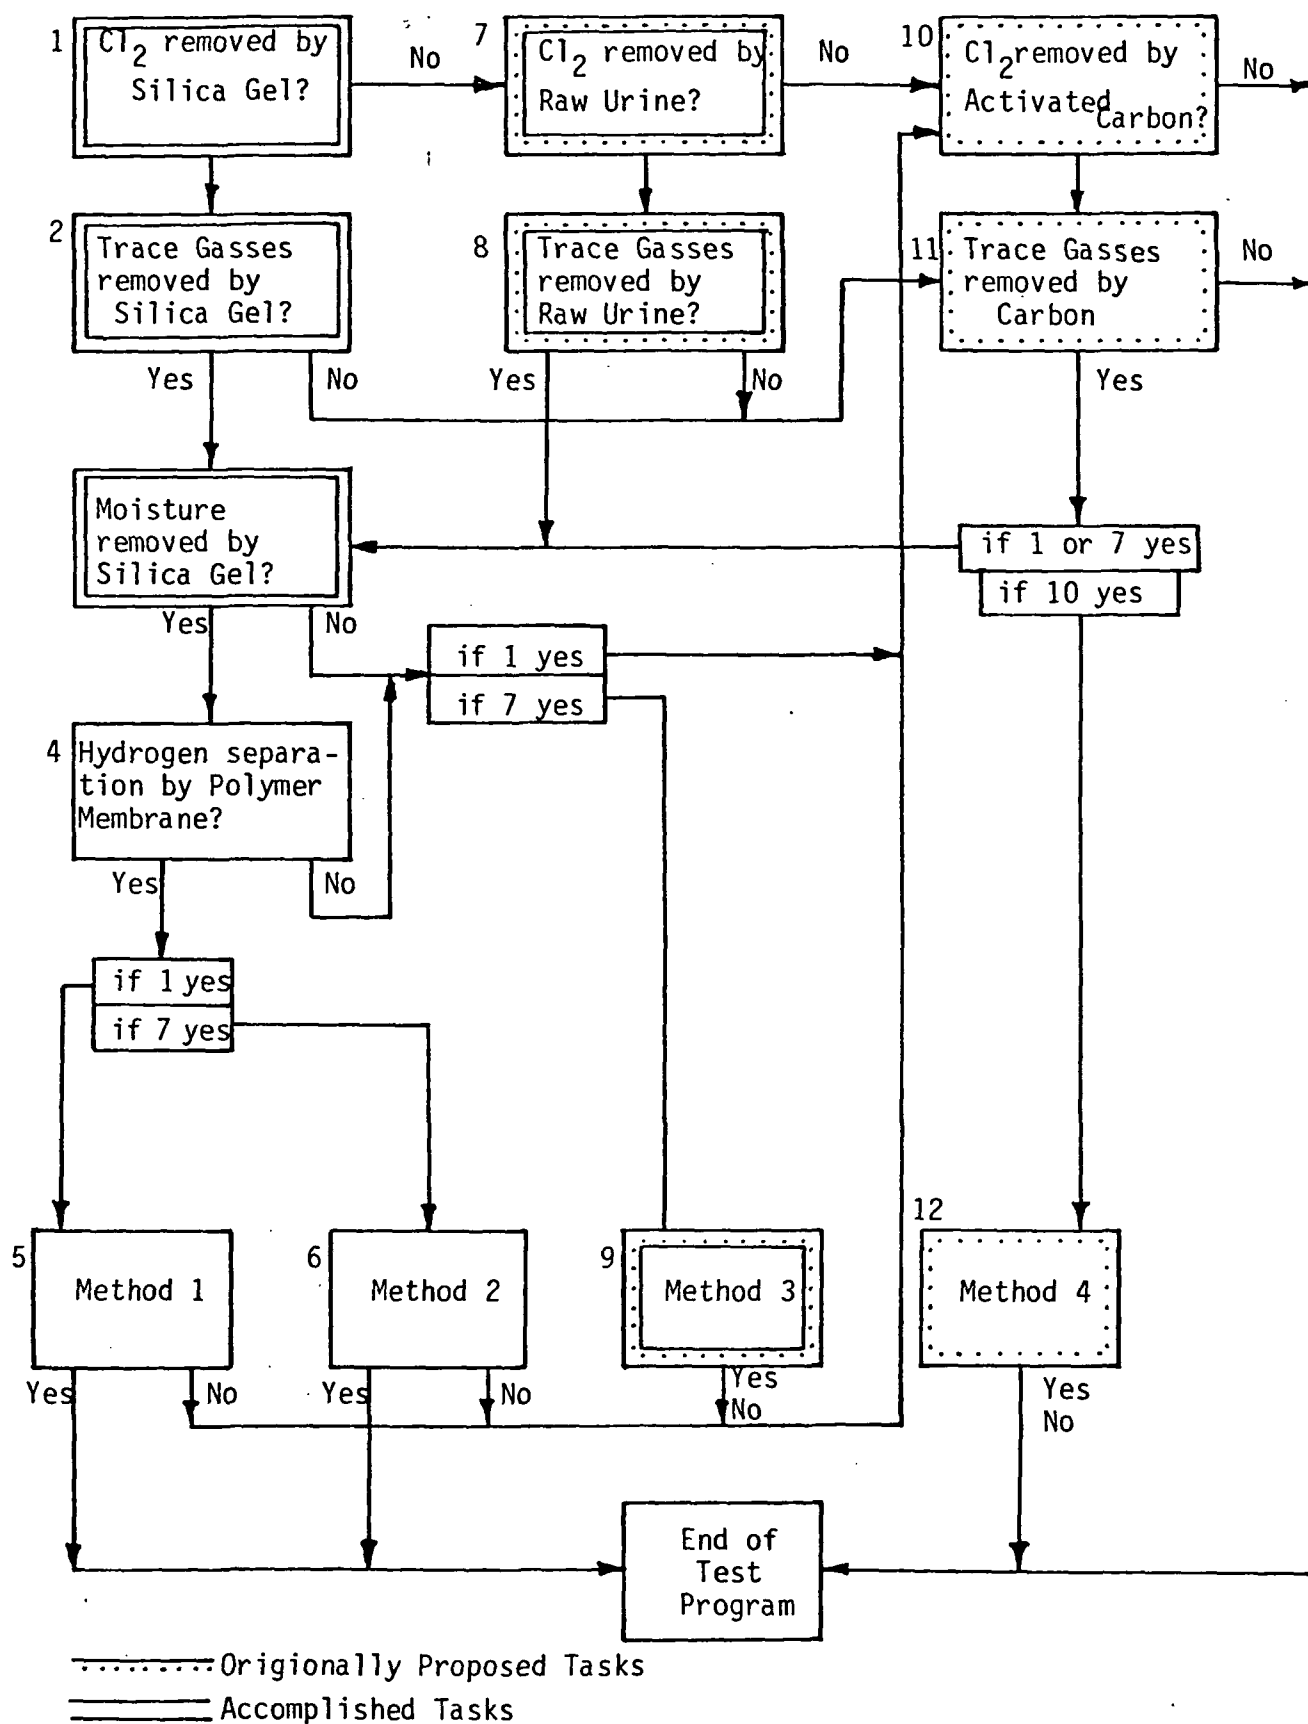 1
Cl2 removed by
Silica Gel?
No
7
Cl2 removed by
Raw Urine?
No
10
Cl2removed by
Activated
Carbon?
No
2
Trace Gasses
removed by
Silica Gel?
Yes
No
8
Trace Gasses
removed by
Raw Urine?
Yes
No
11
Trace Gasses
removed by
Carbon
No
Yes
Moisture
removed by
Silica Gel?
Yes
No
if 1 or 7 yes
if 10 yes
if 1 yes
if 7 yes
4
Hydrogen separa-
tion by Polymer
Membrane?
Yes
No
if 1 yes
if 7 yes
5
Method 1
Yes
No
6
Method 2
Yes
No
9
Method 3
Yes
No
12
Method 4
Yes
No
End of
Test
Program
Origionally Proposed Tasks
Accomplished Tasks